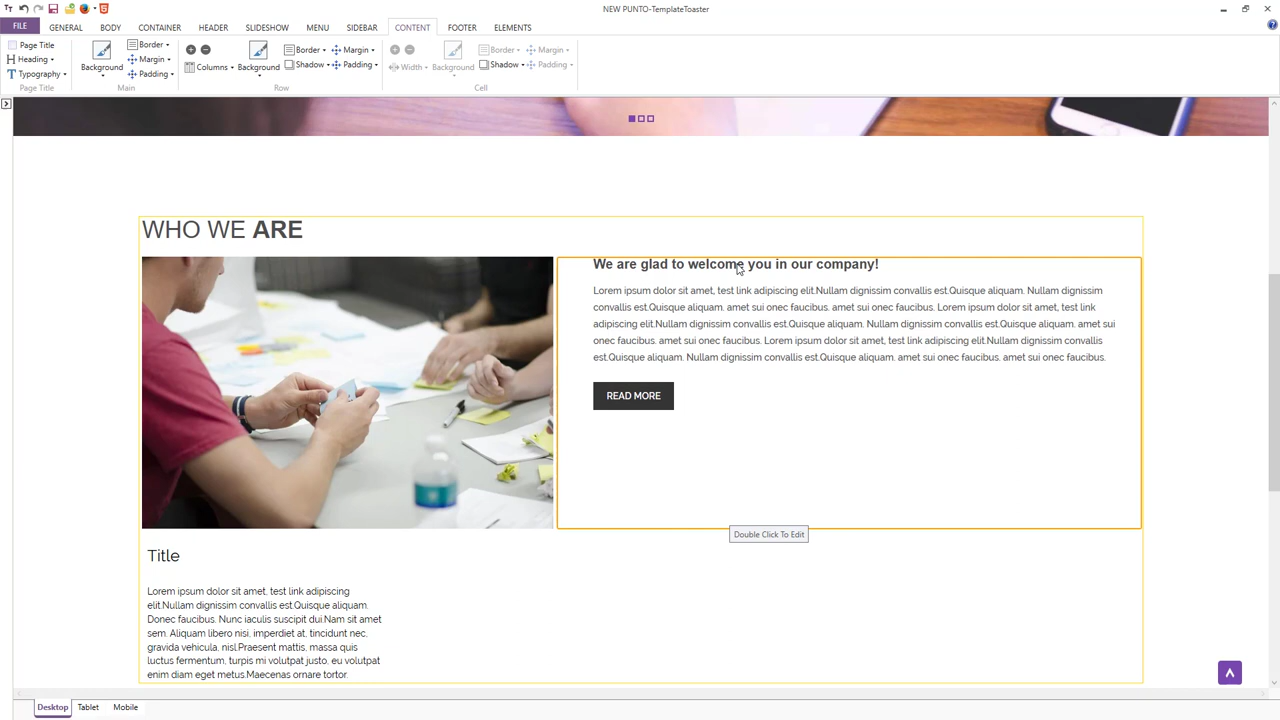 NEW PUNTO-TemplateToaster
FILE GENERAL BODY CONTAINER HEADER SLIDESHOW MENU SIDEBAR CONTENT FOOTER ELEMENTS
Page Title
Heading
Typography
Page Title
Background
Border
Margin
Padding
Main
Columns
Background
Border
Shadow
Margin
Padding
Row
Width
Background
Border
Shadow
Margin
Padding
Cell
WHO WE ARE
We are glad to welcome you in our company!
Lorem ipsum dolor sit amet, test link adipiscing elit.Nullam dignissim convallis est.Quisque aliquam. Nullam dignissim
convallis est.Quisque aliquam. amet sui onec faucibus. amet sui onec faucibus. Lorem ipsum dolor sit amet, test link
adipiscing elit.Nullam dignissim convallis est.Quisque aliquam. Nullam dignissim convallis est.Quisque aliquam. amet sui
onec faucibus. amet sui onec faucibus. Lorem ipsum dolor sit amet, test link adipiscing elit.Nullam dignissim convallis
est.Quisque aliquam. Nullam dignissim convallis est.Quisque aliquam. amet sui onec faucibus. amet sui onec faucibus.
READ MORE
Double Click To Edit
Title
Lorem ipsum dolor sit amet, test link adipiscing
elit.Nullam dignissim convallis est.Quisque aliquam.
Donec faucibus. Nunc iaculis suscipit dui.Nam sit amet
sem. Aliquam libero nisi, imperdiet at, tincidunt nec,
gravida vehicula, nisl.Praesent mattis, massa quis
luctus fermentum, turpis mi volutpat justo, eu volutpat
enim diam eget metus.Maecenas ornare tortor.
Desktop Tablet Mobile